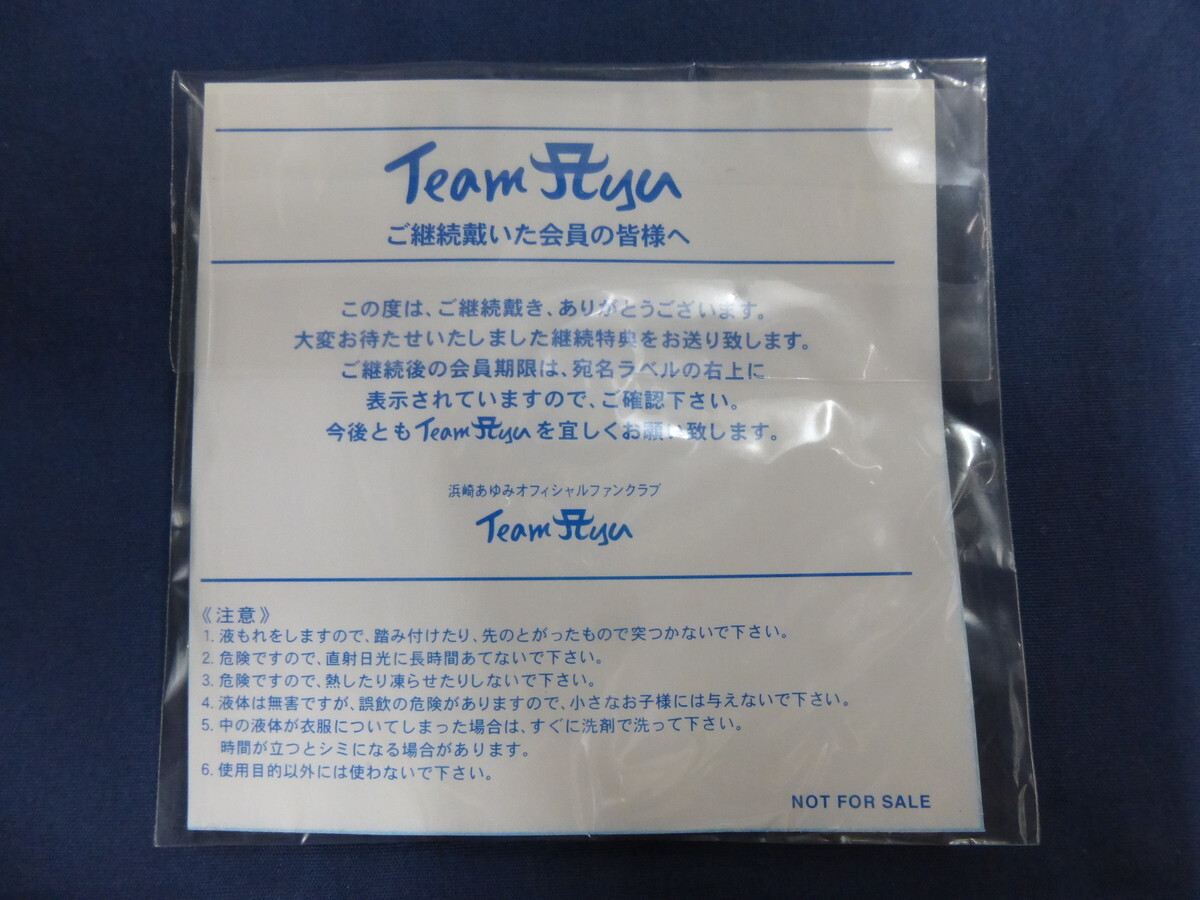 Team Ayu
ご継続戴いた会員の皆様へ
この度は、ご継続戴き、ありがとうございます。
大変お待たせいたしました継続特典をお送り致します。
ご継続後の会員期限は、宛名ラベルの右上に
表示されていますので、ご確認下さい。
今後ともTeam Ayuを宜しくお願い致します。
浜崎あゆみオフィシャルファンクラブ
Team Ayu
《注意》
1. 液もれをしますので、踏み付けたり、先のとがったもので突つかないで下さい。
2. 危険ですので、直射日光に長時間あてないで下さい。
3. 危険ですので、熱したり凍らせたりしないで下さい。
4. 液体は無害ですが、誤飲の危険がありますので、小さなお子様には与えないで下さい。
5. 中の液体が衣服についてしまった場合は、すぐに洗剤で洗って下さい。
時間が立つとシミになる場合があります。
6. 使用目的以外には使わないで下さい。
NOT FOR SALE